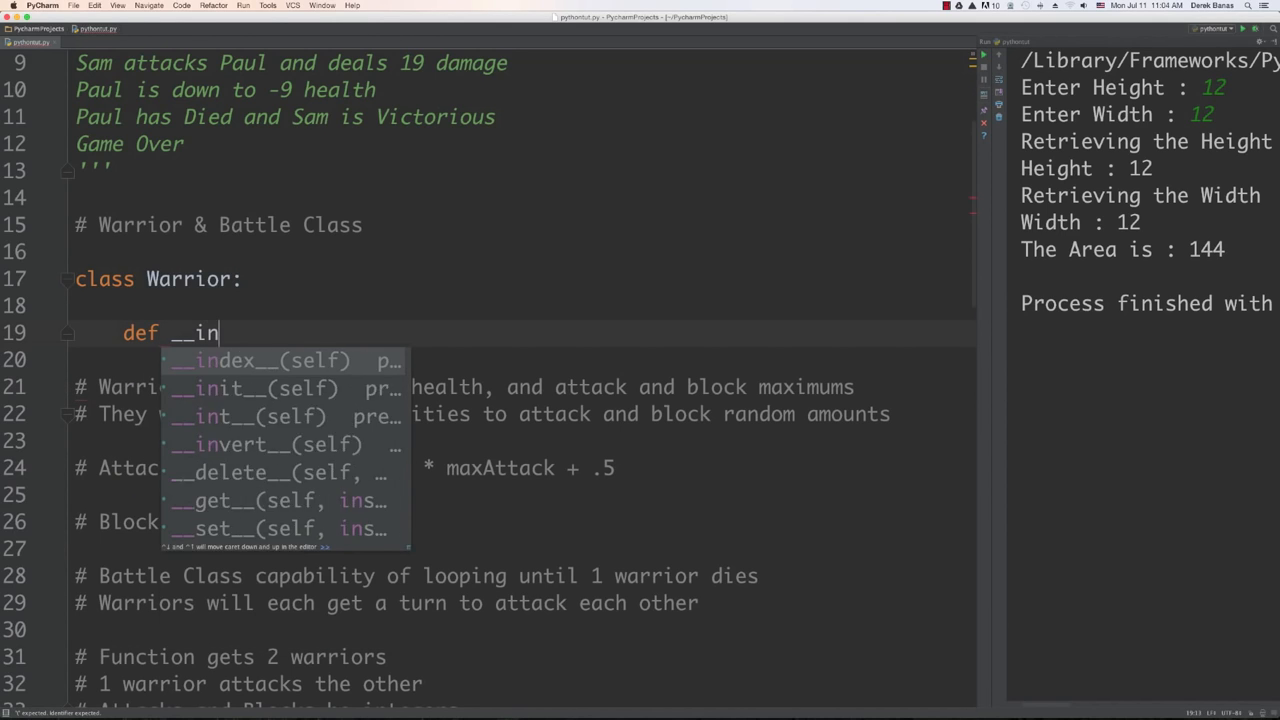 PyCharm File Edit View Navigate Code Refactor Run Tools VCS Window Help
10 Mon Jul 11 11:04 AM Derek Banas
pythontut.py - PycharmProjects - [~/PycharmProjects]
PycharmProjects pythontut.py pythontut
pythontut.py Run pythontut
9 Sam attacks Paul and deals 19 damage
10 Paul is down to -9 health
11 Paul has Died and Sam is Victorious
12 Game Over
13 '''
14
15 # Warrior & Battle Class
16
17 class Warrior:
18
19 def __in
20 __index__(self) p…
21 # Warri health, and attack and block maximums
__init__(self) pr…
22 # They ities to attack and block random amounts
__int__(self) pre…
23 __invert__(self) …
24 # Attac * maxAttack + .5
__delete__(self, …
25 __get__(self, ins…
26 # Block
__set__(self, ins…
27 ^↓ and ^↑ will move caret down and up in the editor >>
28 # Battle Class capability of looping until 1 warrior dies
29 # Warriors will each get a turn to attack each other
30
31 # Function gets 2 warriors
32 # 1 warrior attacks the other
33 # Attacks and Blocks be integers
/Library/Frameworks/Py
Enter Height : 12
Enter Width : 12
Retrieving the Height
Height : 12
Retrieving the Width
Width : 12
The Area is : 144
Process finished with
'(' expected. Identifier expected. 19:13 LF‡ UTF-8‡